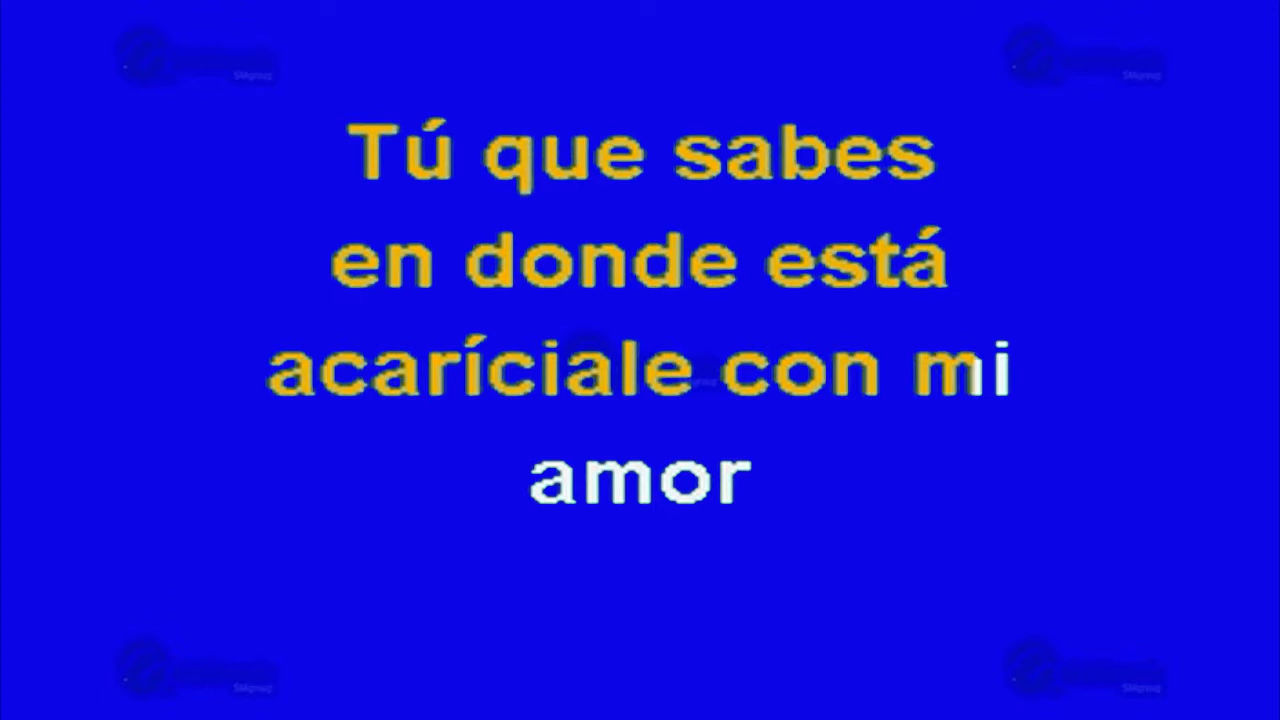 Tú que sabes
en donde está
acaríciale con mi
amor